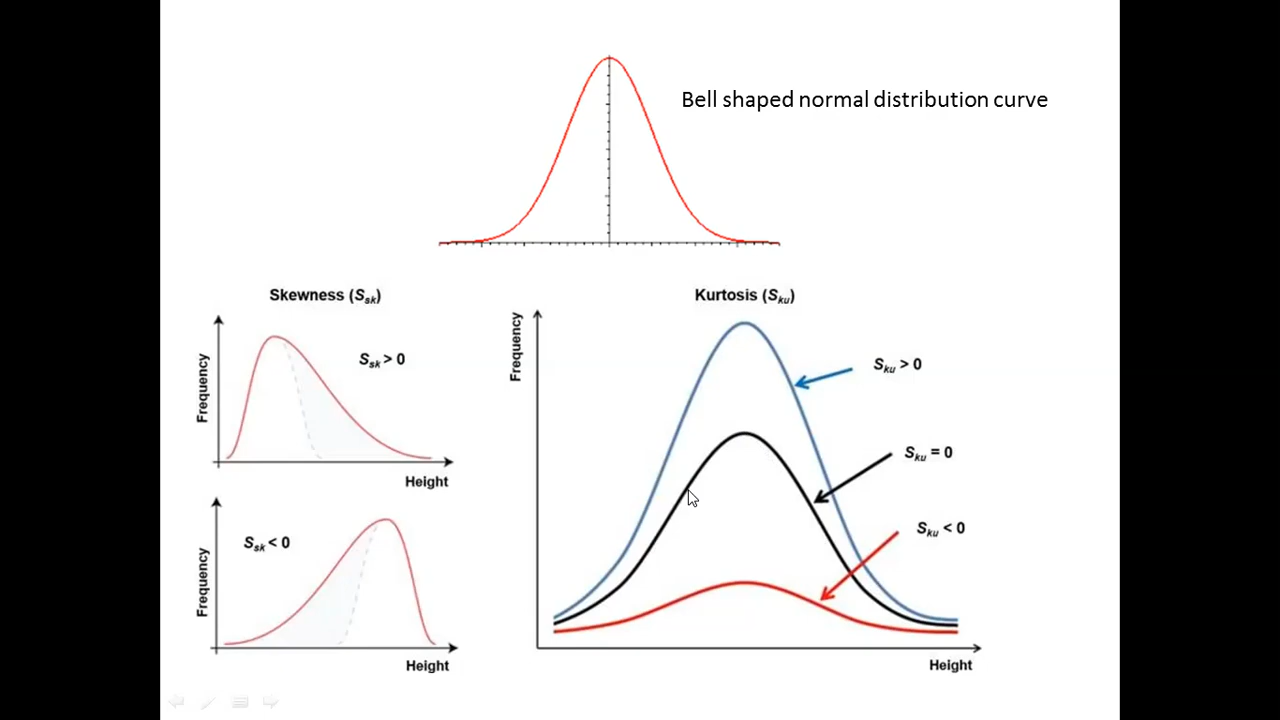 Bell shaped normal distribution curve
Skewness (Ssk)
Frequency
Ssk > 0
Height
Frequency
Ssk < 0
Height
Kurtosis (Sku)
Frequency
Sku > 0
Sku = 0
Sku < 0
Height